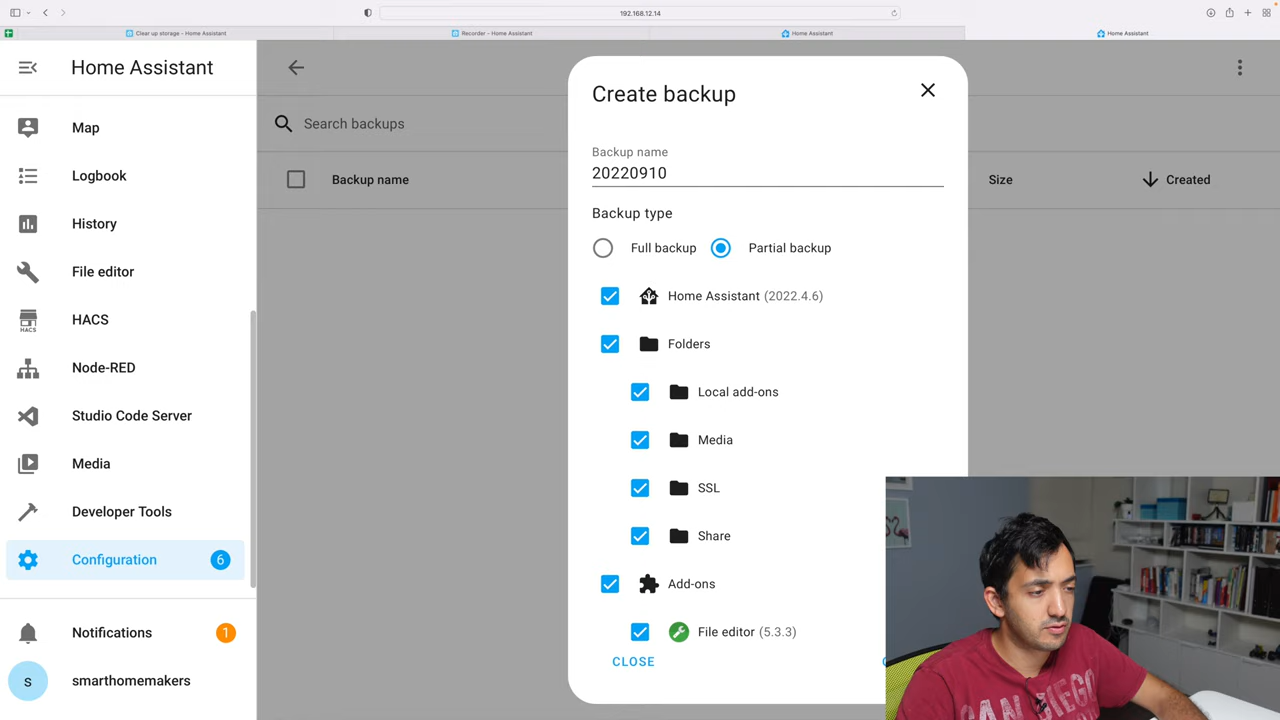 192.168.12.14
Clear up storage - Home Assistant
Recorder - Home Assistant
Home Assistant
Home Assistant
Home Assistant
Map
Logbook
History
File editor
HACS
HACS
Node-RED
Studio Code Server
Media
Developer Tools
Configuration 6
Notifications 1
s smarthomemakers
Search backups
Backup name Size Created
Create backup
Backup name
20220910
Backup type
Full backup Partial backup
Home Assistant (2022.4.6)
Folders
Local add-ons
Media
SSL
Share
Add-ons
File editor (5.3.3)
CLOSE
SAN DIEGO